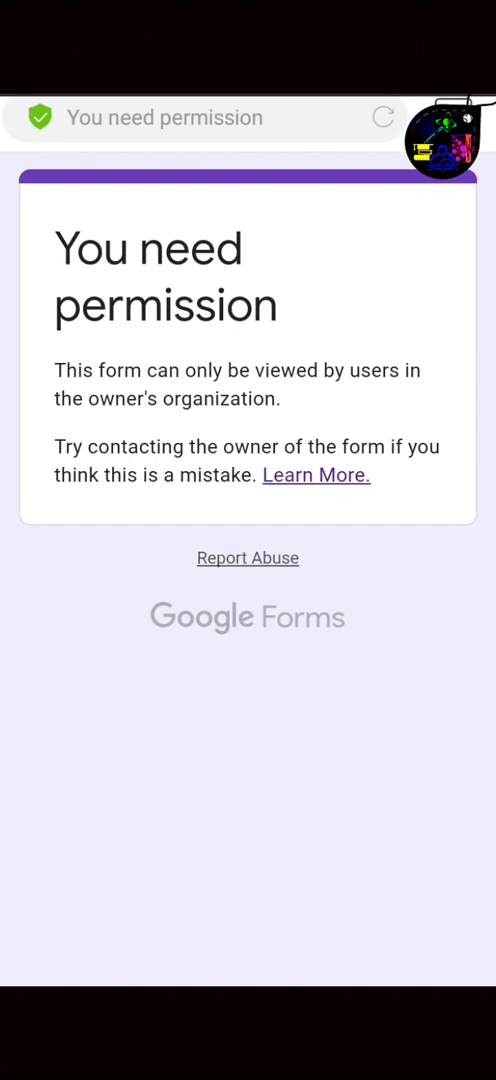 You need permission
You need
permission
This form can only be viewed by users in
the owner's organization.
Try contacting the owner of the form if you
think this is a mistake. Learn More.
Report Abuse
Google Forms